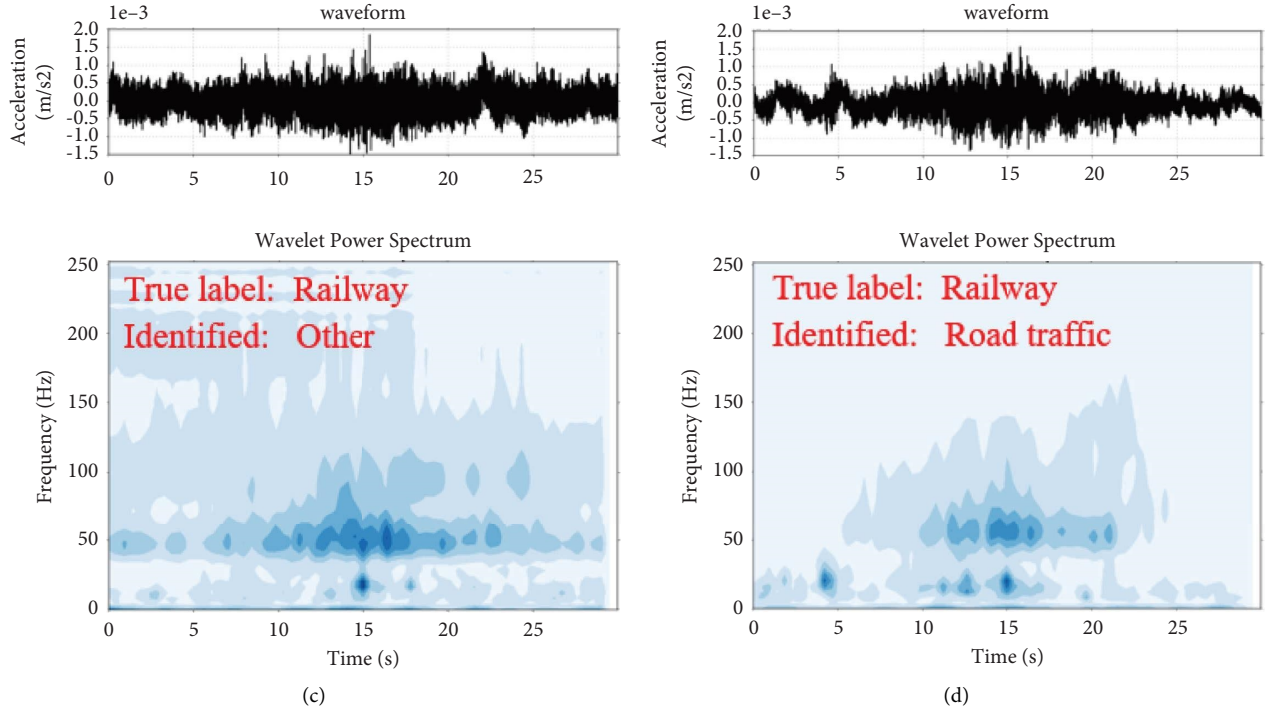 1e–3
waveform
2.0
1.5
1.0
0.5
0.0
-0.5
-1.0
-1.5
Acceleration
(m/s2)
0 5 10 15 20 25
Wavelet Power Spectrum
True label: Railway
Identified: Other
250
200
150
100
50
0
Frequency (Hz)
0 5 10 15 20 25
Time (s)
(c)
1e–3
waveform
2.0
1.5
1.0
0.5
0.0
-0.5
-1.0
-1.5
Acceleration
(m/s2)
0 5 10 15 20 25
Wavelet Power Spectrum
True label: Railway
Identified: Road traffic
250
200
150
100
50
0
Frequency (Hz)
0 5 10 15 20 25
Time (s)
(d)